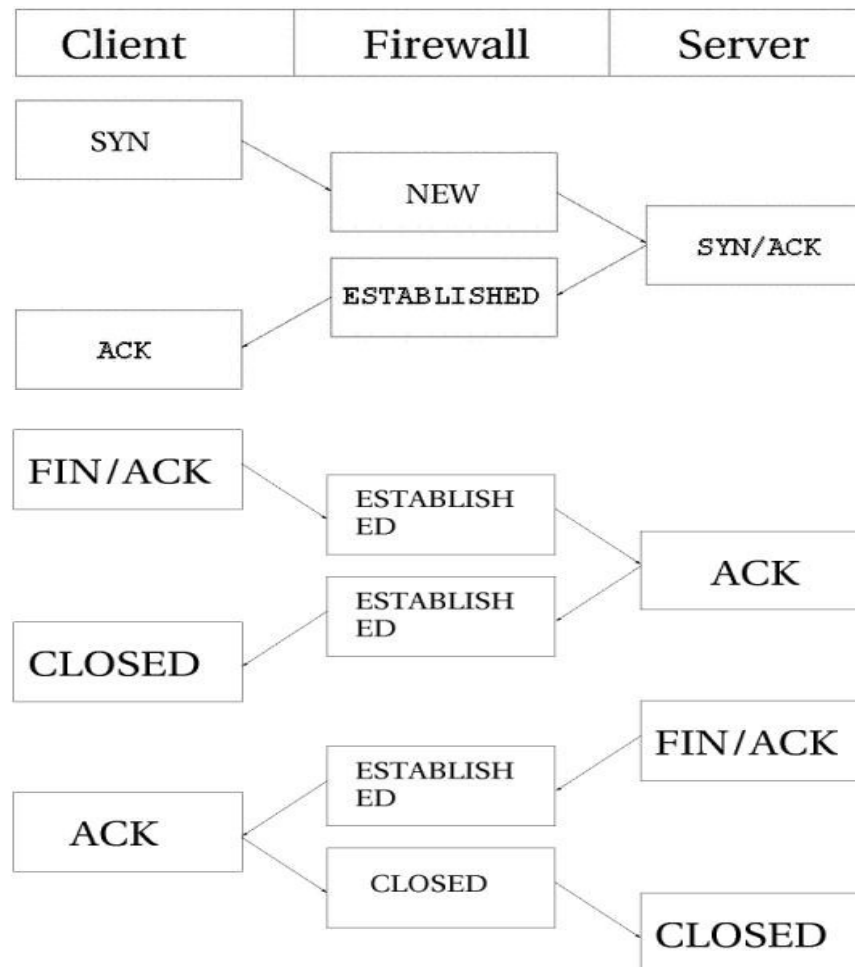 Client Firewall Server
SYN
NEW
SYN/ACK
ESTABLISHED
ACK
FIN/ACK
ESTABLISH
ED
ACK
ESTABLISH
ED
CLOSED
FIN/ACK
ESTABLISH
ED
ACK
CLOSED
CLOSED